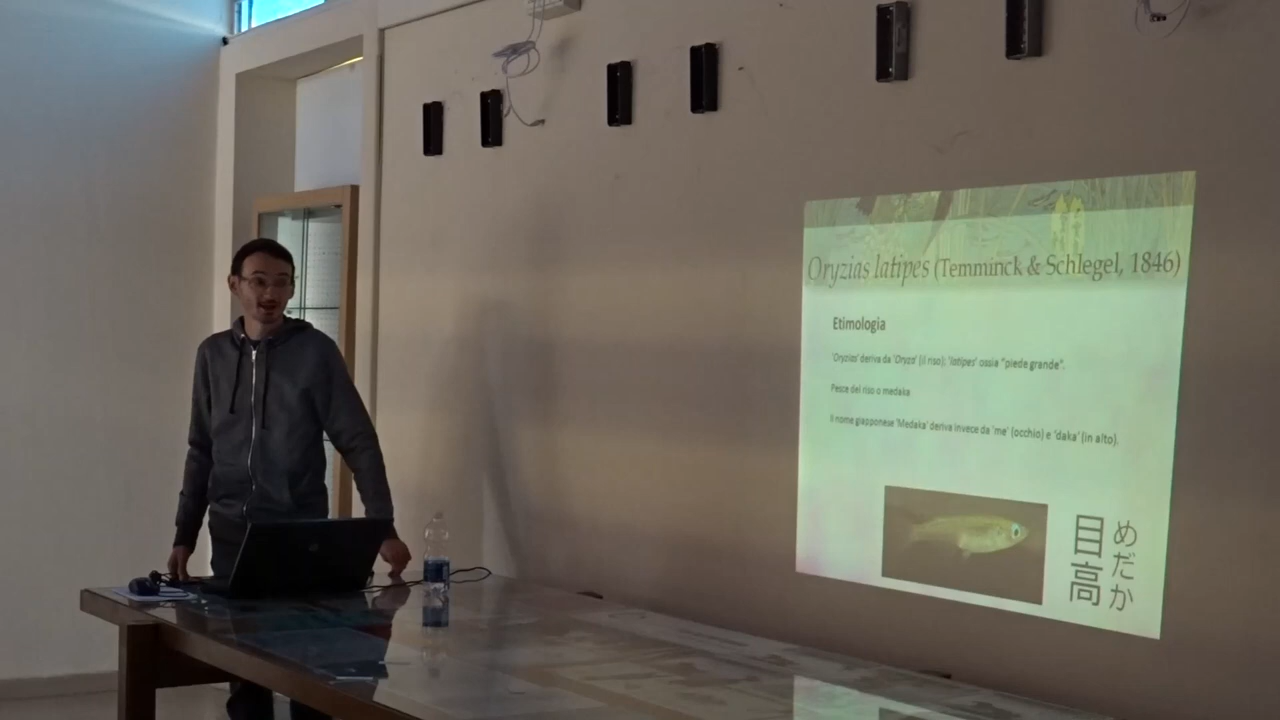 Oryzias latipes (Temminck & Schlegel, 1846)
Etimologia
'Oryzias' deriva da 'Oryza' (il riso); 'latipes' ossia "piede grande".
Pesce del riso o medaka
Il nome giapponese 'Medaka' deriva invece da 'me' (occhio) e 'daka' (in alto).
めだか
目高